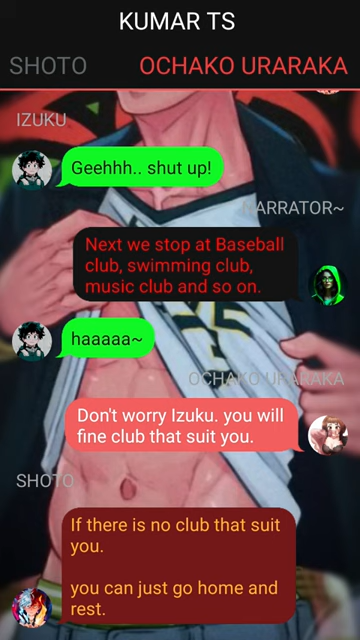 KUMAR TS
SHOTO OCHAKO URARAKA
IZUKU
Geehhh.. shut up!
NARRATOR~
Next we stop at Baseball
club, swimming club,
music club and so on.
haaaaa~
OCHAKO URARAKA
Don't worry Izuku. you will
fine club that suit you.
SHOTO
If there is no club that suit
you.
you can just go home and
rest.